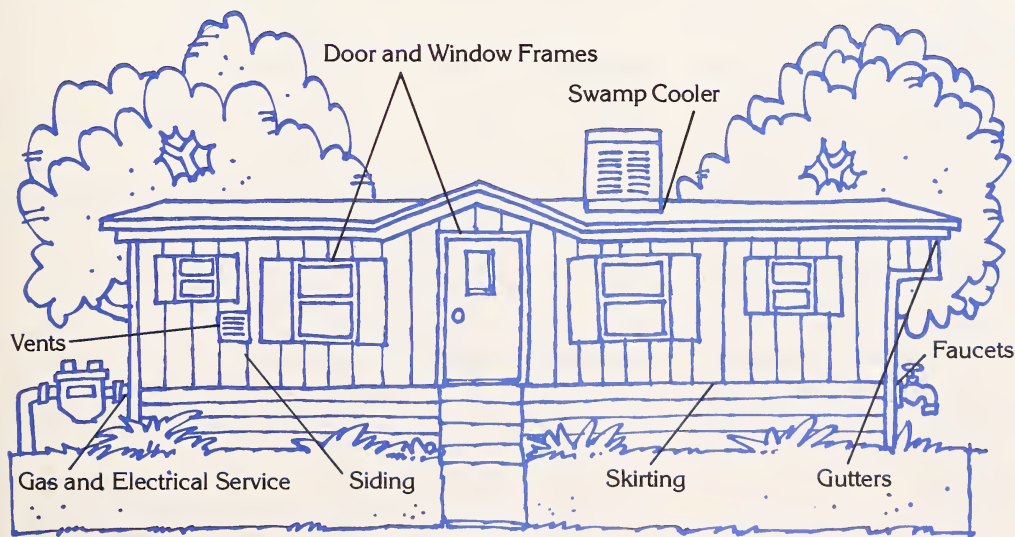 Door and Window Frames
Swamp Cooler
Vents
Faucets
Gas and Electrical Service
Siding
Skirting
Gutters